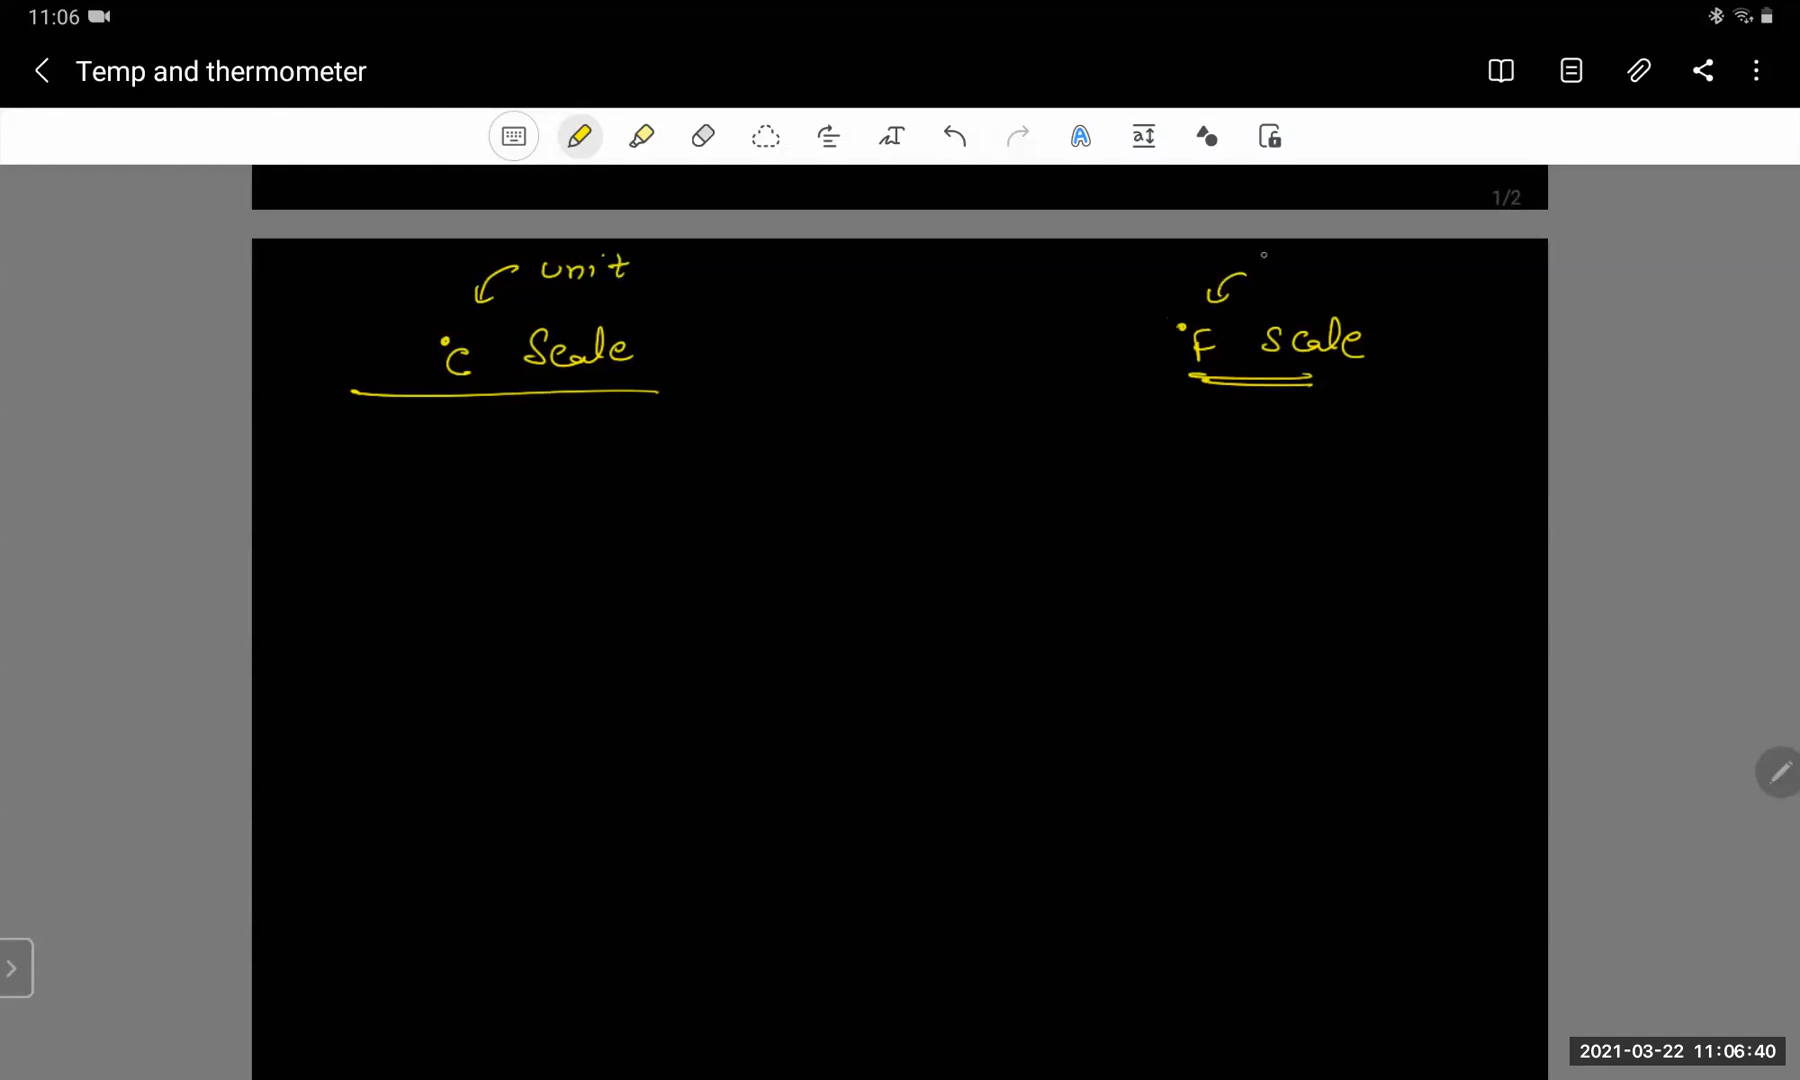 11:06
Temp and thermometer
1/2
unit
°C Scale
°F Scale
2021-03-22 11:06:40